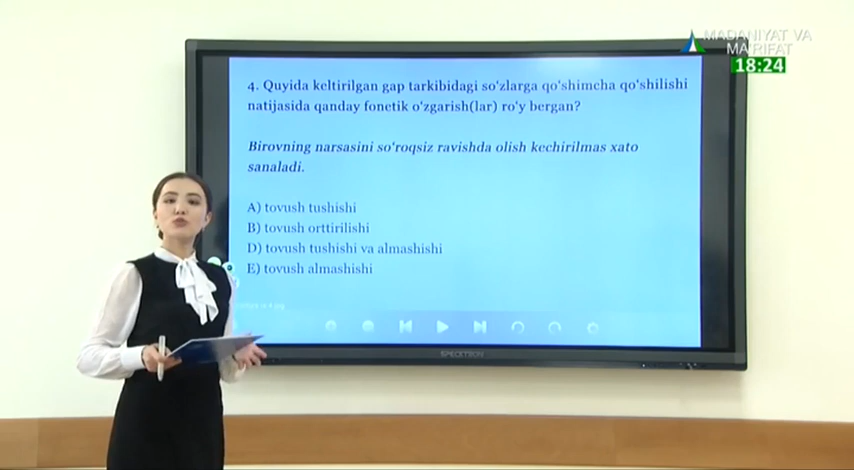 MADANIYAT VA
MA'RIFAT
18:24
4. Quyida keltirilgan gap tarkibidagi so'zlarga qo'shimcha qo'shilishi
natijasida qanday fonetik o'zgarish(lar) ro'y bergan?
Birovning narsasini so'roqsiz ravishda olish kechirilmas xato
sanaladi.
A) tovush tushishi
B) tovush orttirilishi
D) tovush tushishi va almashishi
E) tovush almashishi
SPECKTRON